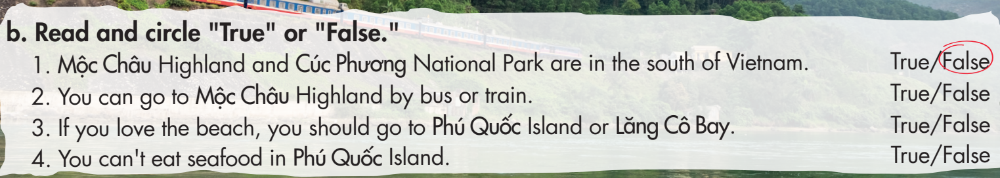 b. Read and circle "True" or "False."
1. Mộc Châu Highland and Cúc Phương National Park are in the south of Vietnam. True/False
2. You can go to Mộc Châu Highland by bus or train. True/False
3. If you love the beach, you should go to Phú Quốc Island or Lăng Cô Bay. True/False
4. You can't eat seafood in Phú Quốc Island. True/False